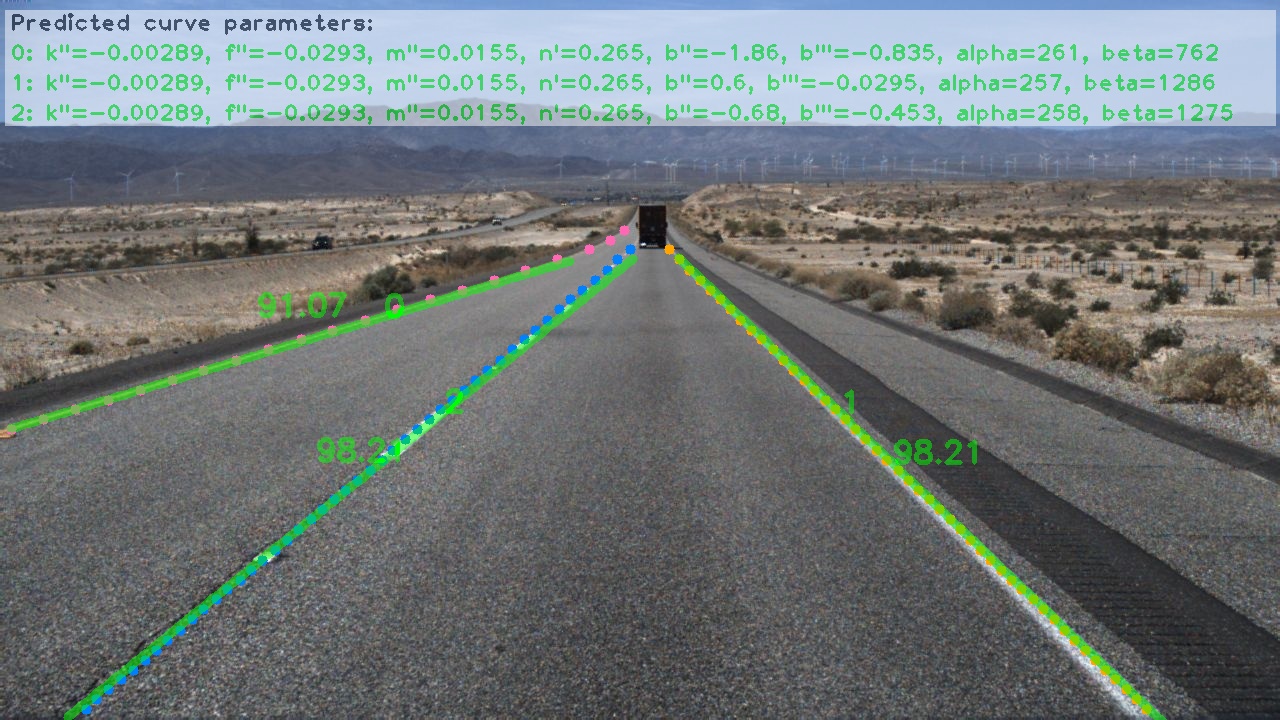 Predicted curve parameters:
0: k''=-0.00289, f''=-0.0293, m''=0.0155, n'=0.265, b''=-1.86, b'''=-0.835, alpha=261, beta=762
1: k''=-0.00289, f''=-0.0293, m''=0.0155, n'=0.265, b''=0.6, b'''=-0.0295, alpha=257, beta=1286
2: k''=-0.00289, f''=-0.0293, m''=0.0155, n'=0.265, b''=-0.68, b'''=-0.453, alpha=258, beta=1275
91.07 0
2 1
98.21 98.21